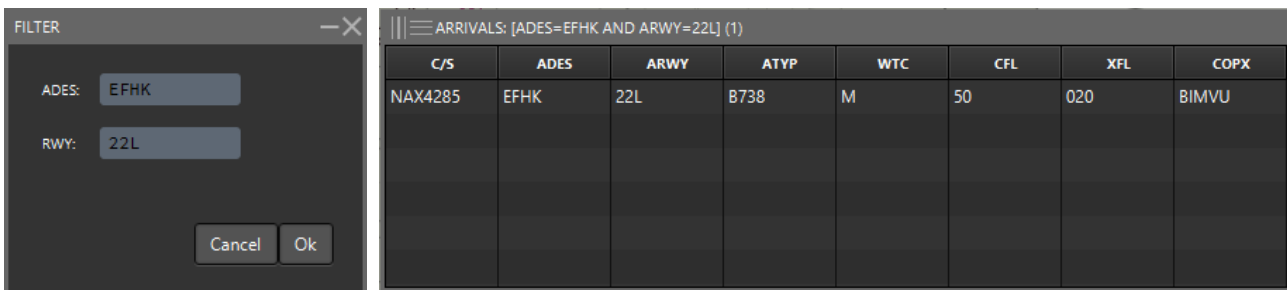 FILTER
ADES: EFHK
RWY: 22L
Cancel Ok
ARRIVALS: [ADES=EFHK AND ARWY=22L] (1)
C/S ADES ARWY ATYP WTC CFL XFL COPX
NAX4285 EFHK 22L B738 M 50 020 BIMVU